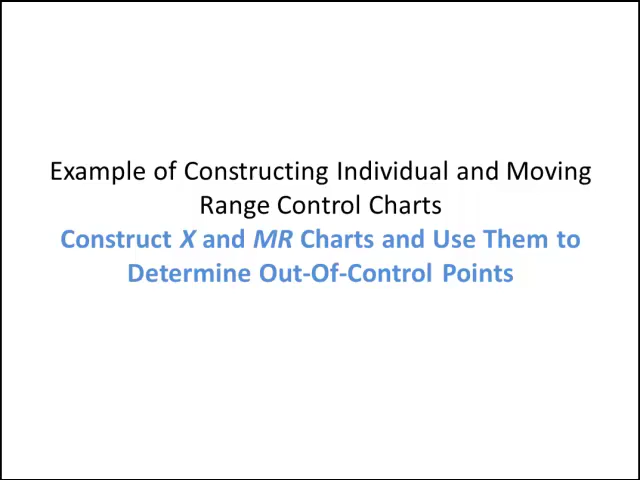 Example of Constructing Individual and Moving
Range Control Charts
Construct X and MR Charts and Use Them to
Determine Out-Of-Control Points